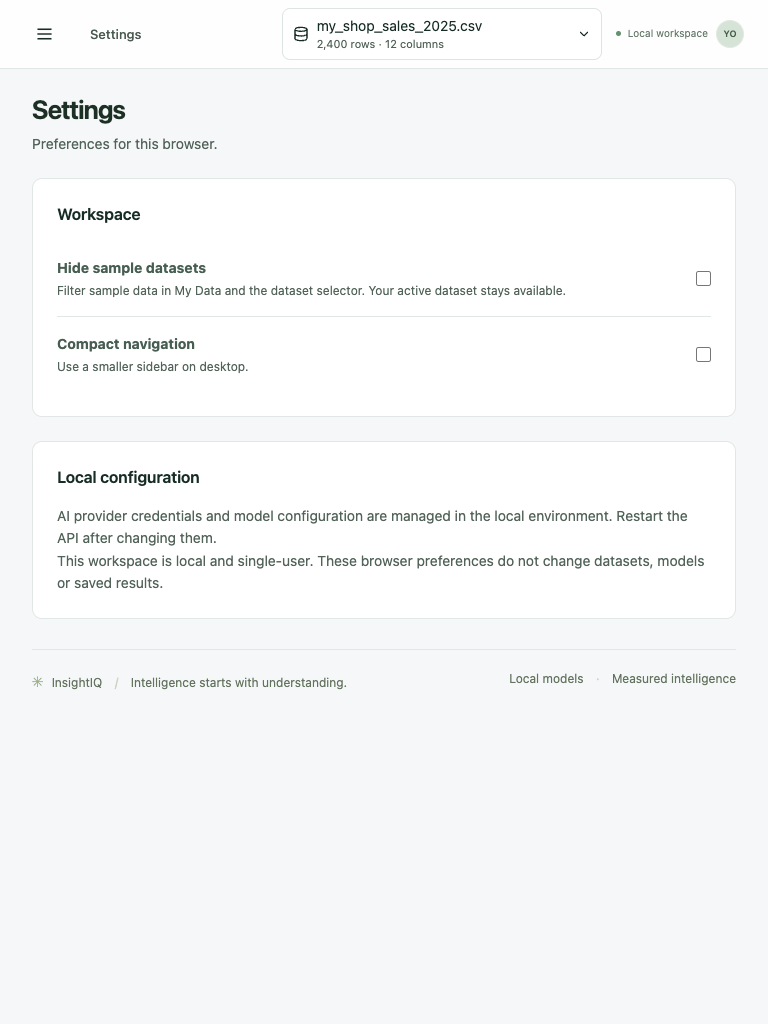 Settings
my_shop_sales_2025.csv
2,400 rows · 12 columns
Local workspace
YO
Settings
Preferences for this browser.
Workspace
Hide sample datasets
Filter sample data in My Data and the dataset selector. Your active dataset stays available.
Compact navigation
Use a smaller sidebar on desktop.
Local configuration
AI provider credentials and model configuration are managed in the local environment. Restart the
API after changing them.
This workspace is local and single-user. These browser preferences do not change datasets, models
or saved results.
InsightIQ / Intelligence starts with understanding.
Local models · Measured intelligence